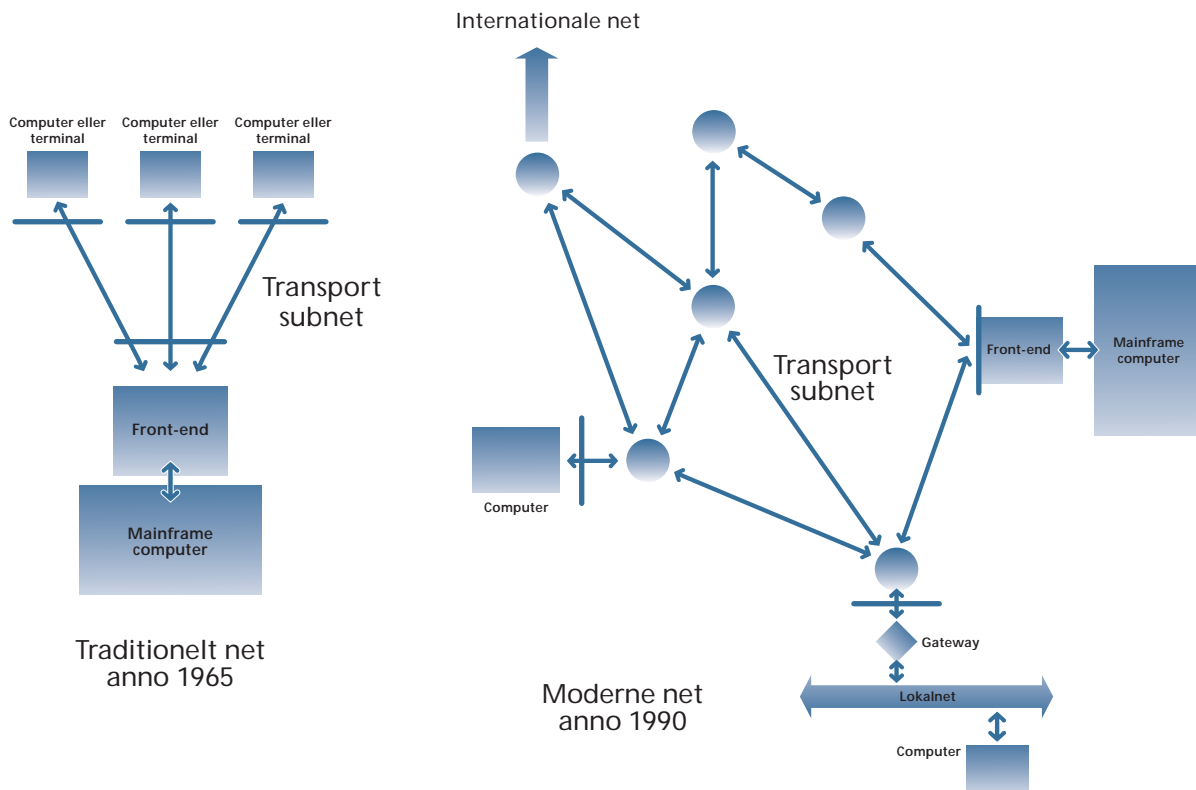 Internationale net
Computer eller
terminal
Computer eller
terminal
Computer eller
terminal
Transport
subnet
Front-end
Mainframe
computer
Traditionelt net
anno 1965
Transport
subnet
Front-end
Mainframe
computer
Computer
Gateway
Lokalnet
Computer
Moderne net
anno 1990